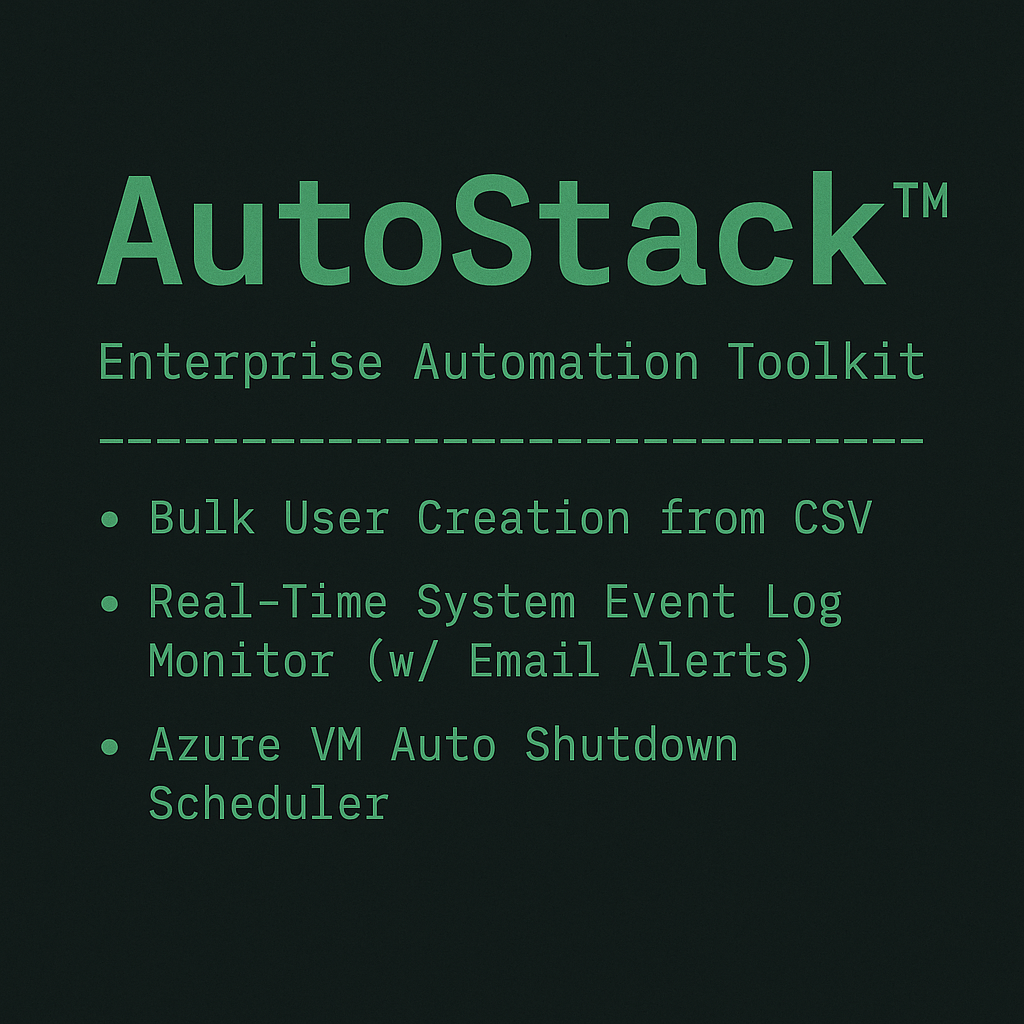 AutoStack™
Enterprise Automation Toolkit
-----------------------------
• Bulk User Creation from CSV
• Real-Time System Event Log
Monitor (w/ Email Alerts)
• Azure VM Auto Shutdown
Scheduler